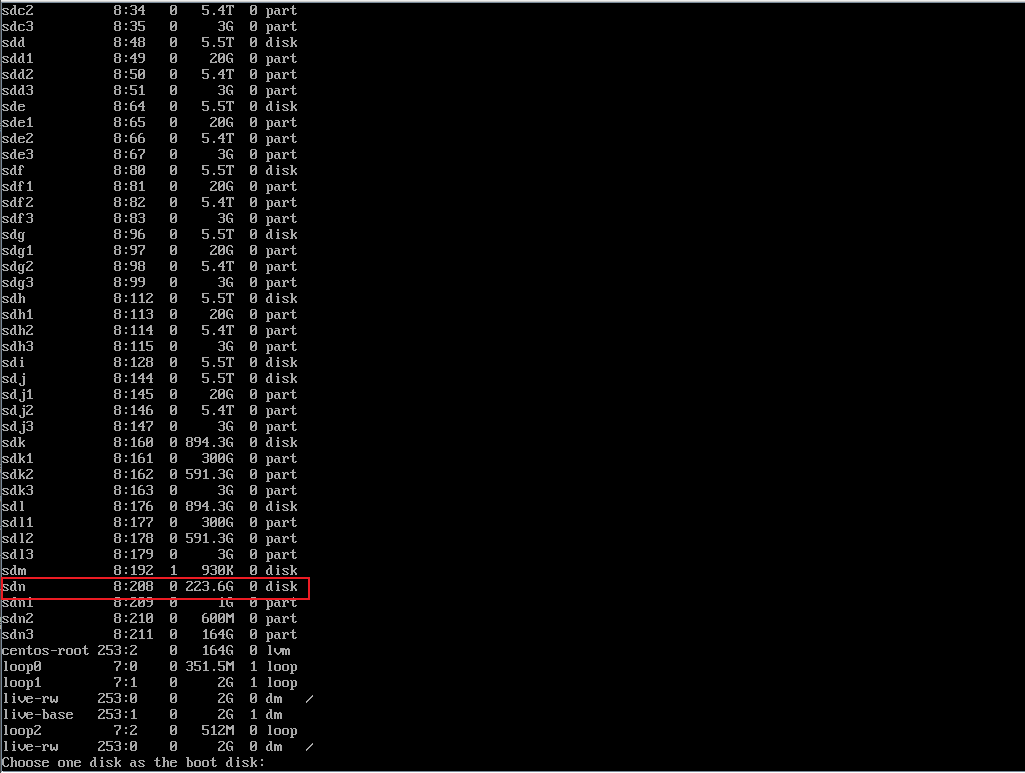 sdc2 8:34 0 5.4T 0 part
sdc3 8:35 0 3G 0 part
sdd 8:48 0 5.5T 0 disk
sdd1 8:49 0 20G 0 part
sdd2 8:50 0 5.4T 0 part
sdd3 8:51 0 3G 0 part
sde 8:64 0 5.5T 0 disk
sde1 8:65 0 20G 0 part
sde2 8:66 0 5.4T 0 part
sde3 8:67 0 3G 0 part
sdf 8:80 0 5.5T 0 disk
sdf1 8:81 0 20G 0 part
sdf2 8:82 0 5.4T 0 part
sdf3 8:83 0 3G 0 part
sdg 8:96 0 5.5T 0 disk
sdg1 8:97 0 20G 0 part
sdg2 8:98 0 5.4T 0 part
sdg3 8:99 0 3G 0 part
sdh 8:112 0 5.5T 0 disk
sdh1 8:113 0 20G 0 part
sdh2 8:114 0 5.4T 0 part
sdh3 8:115 0 3G 0 part
sdi 8:128 0 5.5T 0 disk
sdj 8:144 0 5.5T 0 disk
sdj1 8:145 0 20G 0 part
sdj2 8:146 0 5.4T 0 part
sdj3 8:147 0 3G 0 part
sdk 8:160 0 894.3G 0 disk
sdk1 8:161 0 300G 0 part
sdk2 8:162 0 591.3G 0 part
sdk3 8:163 0 3G 0 part
sdl 8:176 0 894.3G 0 disk
sdl1 8:177 0 300G 0 part
sdl2 8:178 0 591.3G 0 part
sdl3 8:179 0 3G 0 part
sdm 8:192 1 930K 0 disk
sdn 8:208 0 223.6G 0 disk
sdn1 8:209 0 1G 0 part
sdn2 8:210 0 600M 0 part
sdn3 8:211 0 164G 0 part
centos-root 253:2 0 164G 0 lvm
loop0 7:0 0 351.5M 1 loop
loop1 7:1 0 2G 1 loop
live-rw 253:0 0 2G 0 dm /
live-base 253:1 0 2G 1 dm
loop2 7:2 0 512M 0 loop
live-rw 253:0 0 2G 0 dm /
Choose one disk as the boot disk: